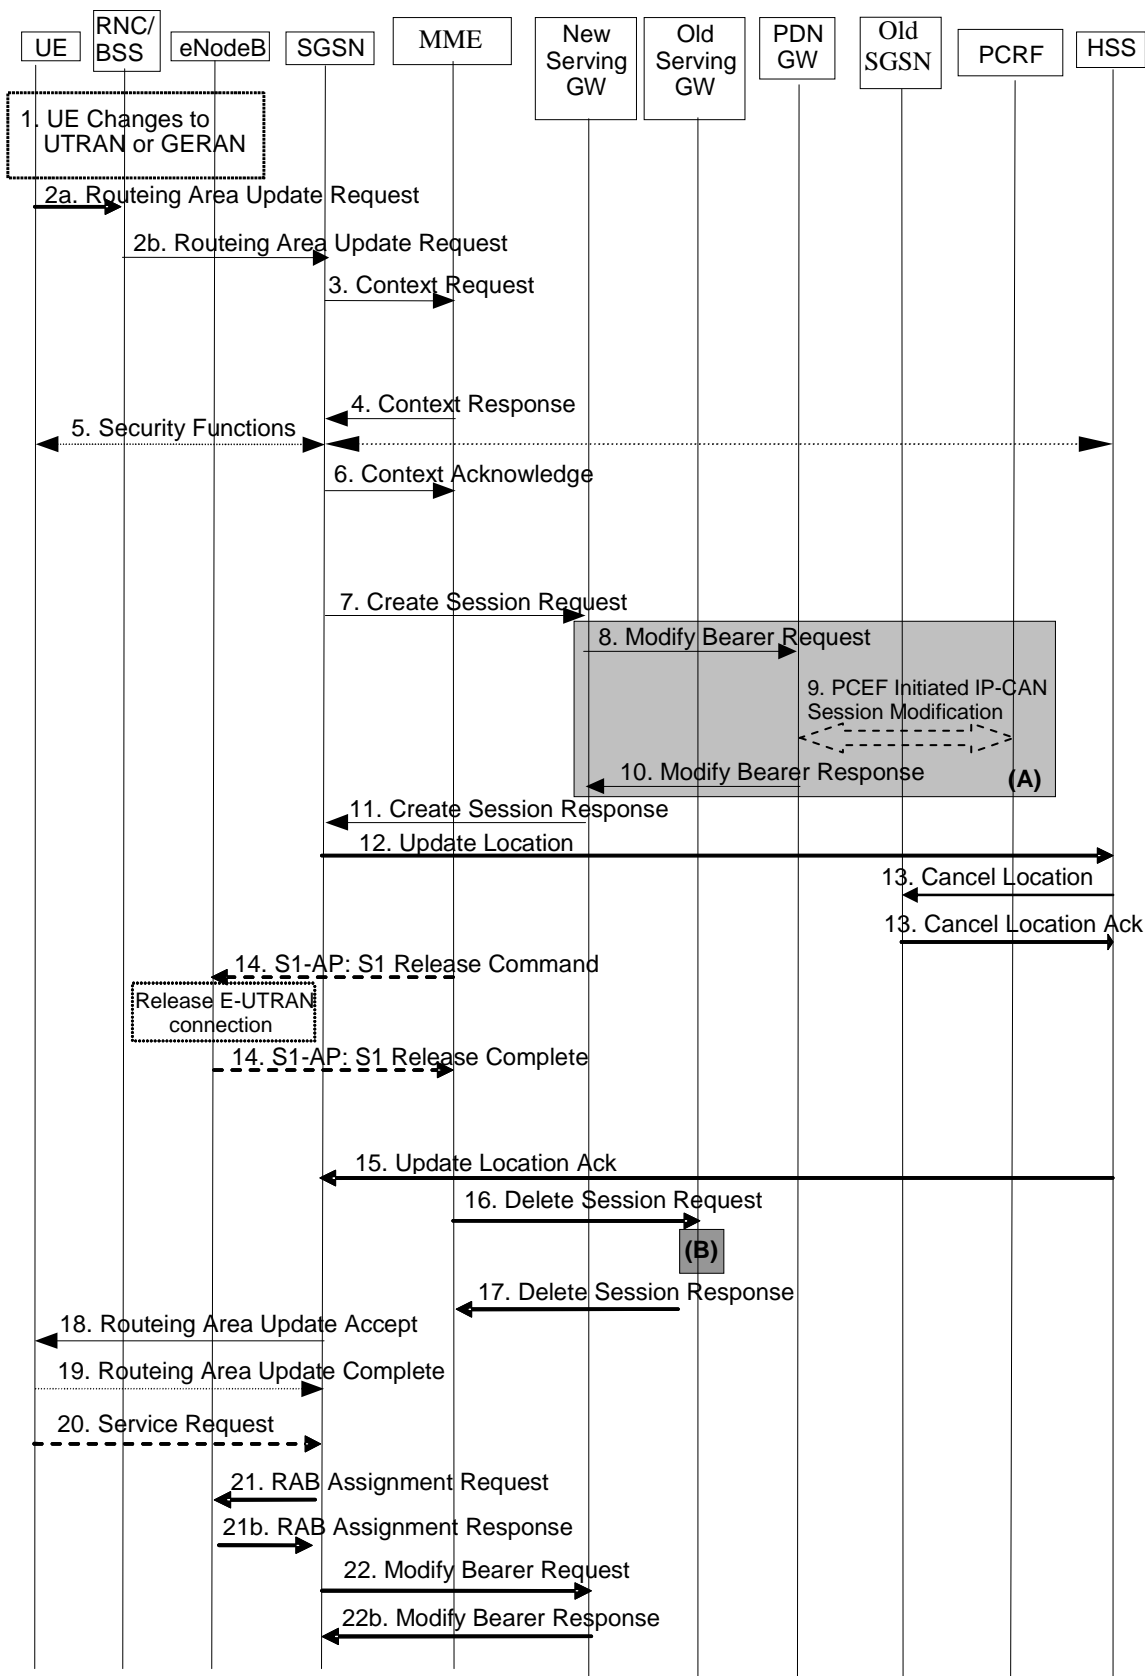 UE
RNC/
BSS
eNodeB
SGSN
MME
New
Serving
GW
Old
Serving
GW
PDN
GW
Old
SGSN
PCRF
HSS
1. UE Changes to
UTRAN or GERAN
2a. Routeing Area Update Request
2b. Routeing Area Update Request
3. Context Request
4. Context Response
5. Security Functions
6. Context Acknowledge
7. Create Session Request
8. Modify Bearer Request
9. PCEF Initiated IP-CAN
Session Modification
10. Modify Bearer Response
(A)
11. Create Session Response
12. Update Location
13. Cancel Location
13. Cancel Location Ack
14. S1-AP: S1 Release Command
Release E-UTRAN
connection
14. S1-AP: S1 Release Complete
15. Update Location Ack
16. Delete Session Request
(B)
17. Delete Session Response
18. Routeing Area Update Accept
19. Routeing Area Update Complete
20. Service Request
21. RAB Assignment Request
21b. RAB Assignment Response
22. Modify Bearer Request
22b. Modify Bearer Response